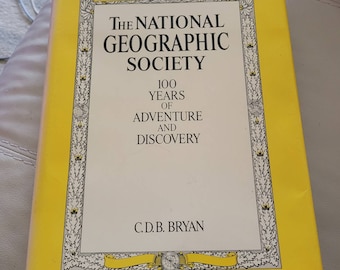 THE NATIONAL
GEOGRAPHIC
SOCIETY
100
YEARS
OF
ADVENTURE
AND
DISCOVERY
C.D.B. BRYAN